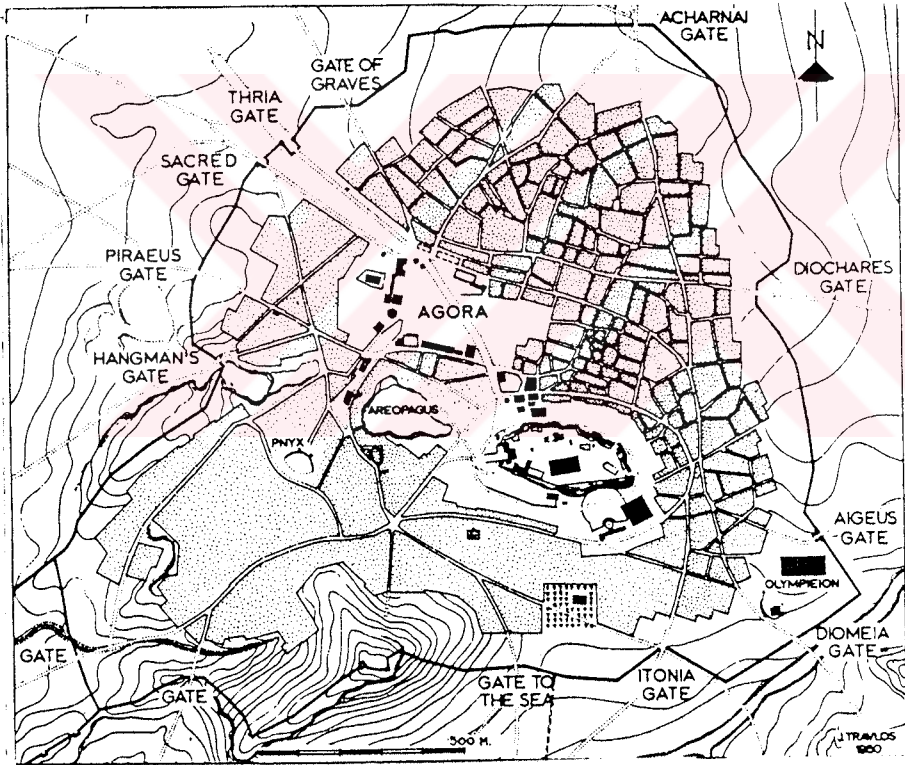 ACHARNAI
GATE
N
GATE OF
GRAVES
THRIA
GATE
SACRED
GATE
PIRAEUS
GATE
DIOCHARES
GATE
AGORA
HANGMAN'S
GATE
AREOPAGUS
PNYX
AIGEUS
GATE
OLYMPIEION
DIOMEIA
GATE
GATE
GATE
GATE TO
THE SEA
ITONIA
GATE
500 M.
J.TRAVLOS
1960